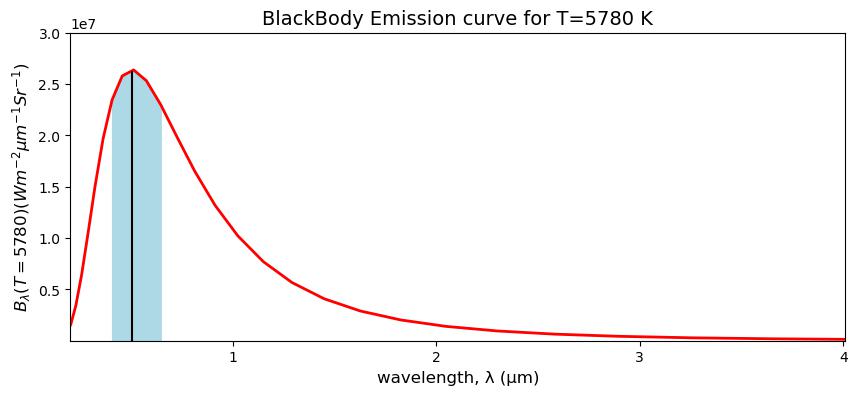 BlackBody Emission curve for T=5780 K
1e7
3.0
2.5
2.0
1.5
1.0
0.5
B_λ(T = 5780)(Wm⁻²μm⁻¹Sr⁻¹)
1 2 3 4
wavelength, λ (μm)